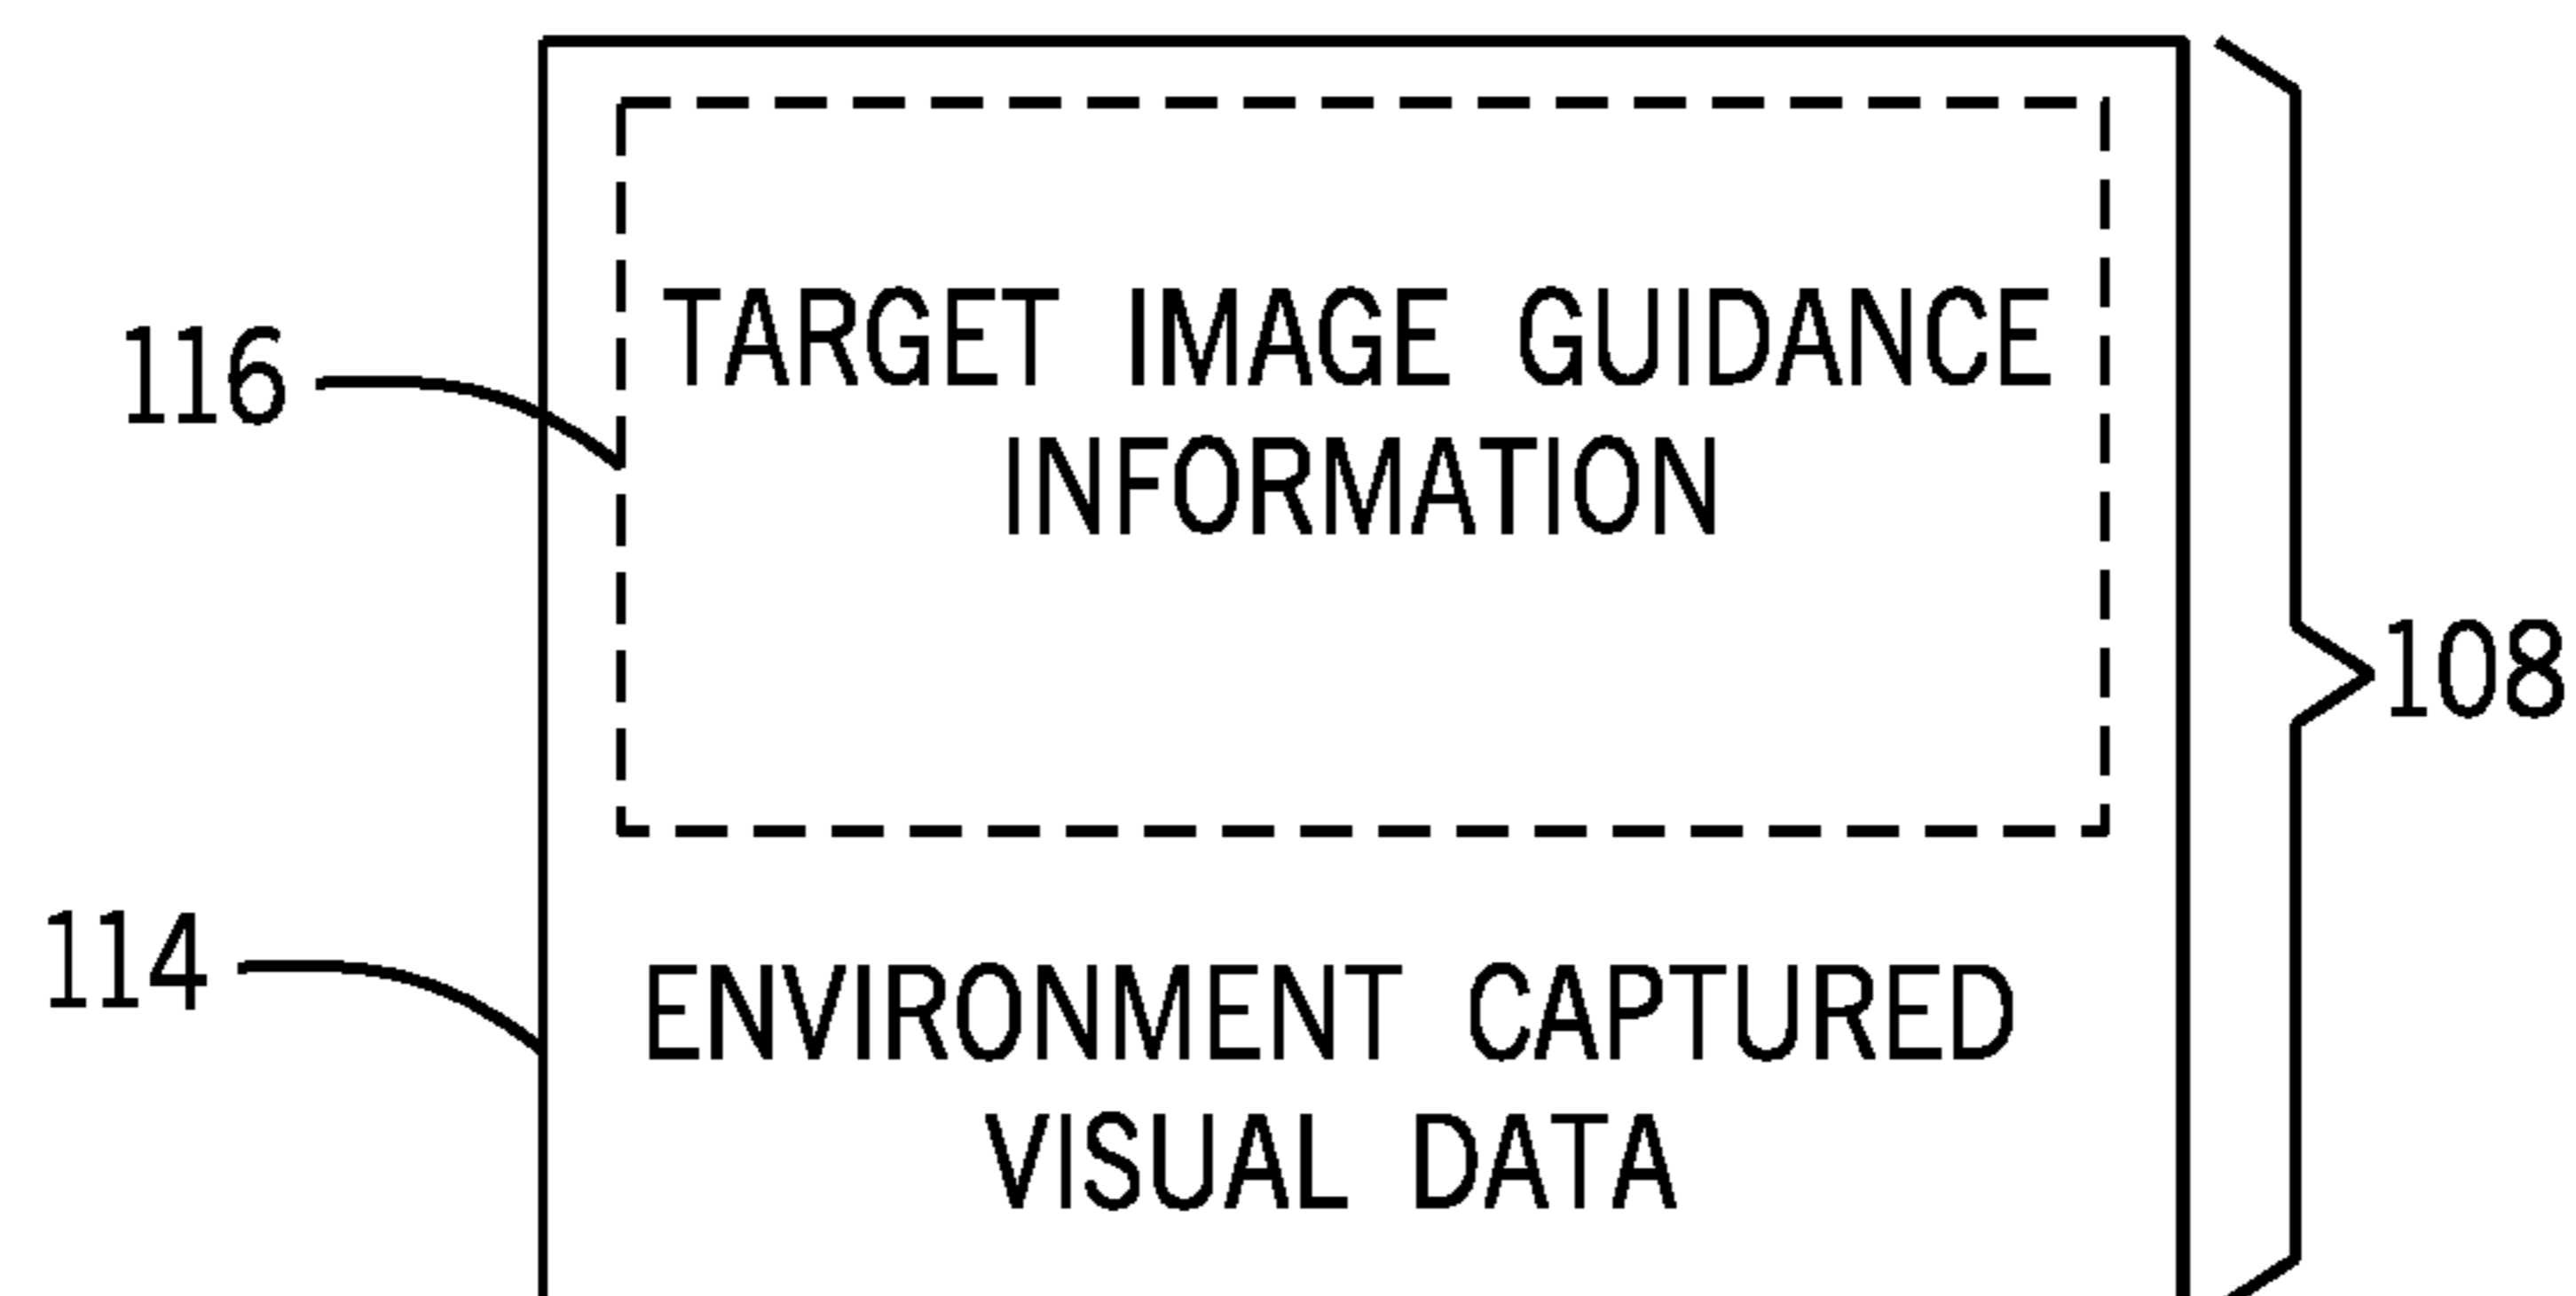 TARGET IMAGE GUIDANCE
INFORMATION
116
108
114
ENVIRONMENT CAPTURED
VISUAL DATA